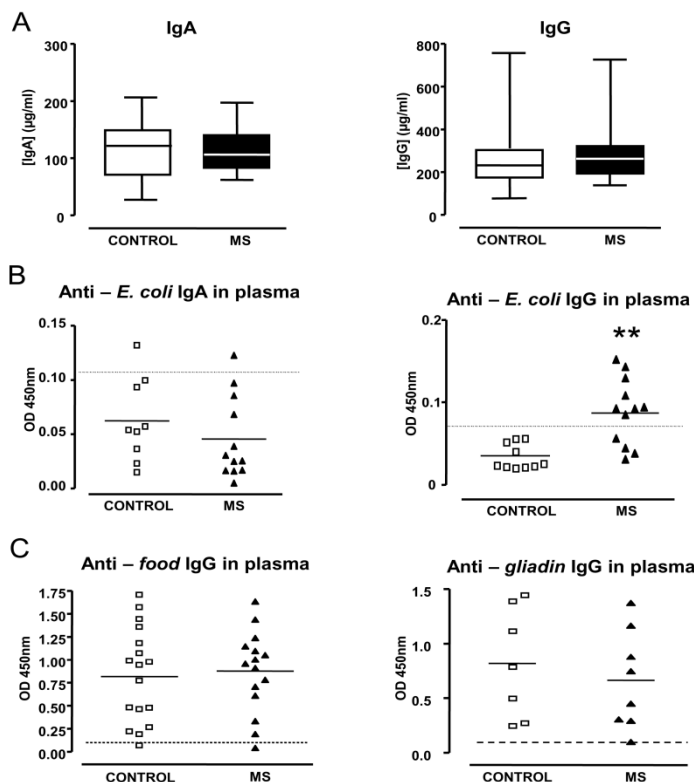 A
IgA
IgG
[IgA] (µg/ml)
300
200
100
0
CONTROL
MS
[IgG] (µg/ml)
800
600
400
200
0
CONTROL
MS
B
Anti – E. coli IgA in plasma
Anti – E. coli IgG in plasma
OD 450nm
0.15
0.10
0.05
0.00
CONTROL
MS
OD 450nm
0.2
0.1
0
**
CONTROL
MS
C
Anti – food IgG in plasma
Anti – gliadin IgG in plasma
OD 450nm
1.75
1.50
1.25
1.00
0.75
0.50
0.25
0.00
CONTROL
MS
OD 450nm
1.5
1.0
0.5
0.0
CONTROL
MS